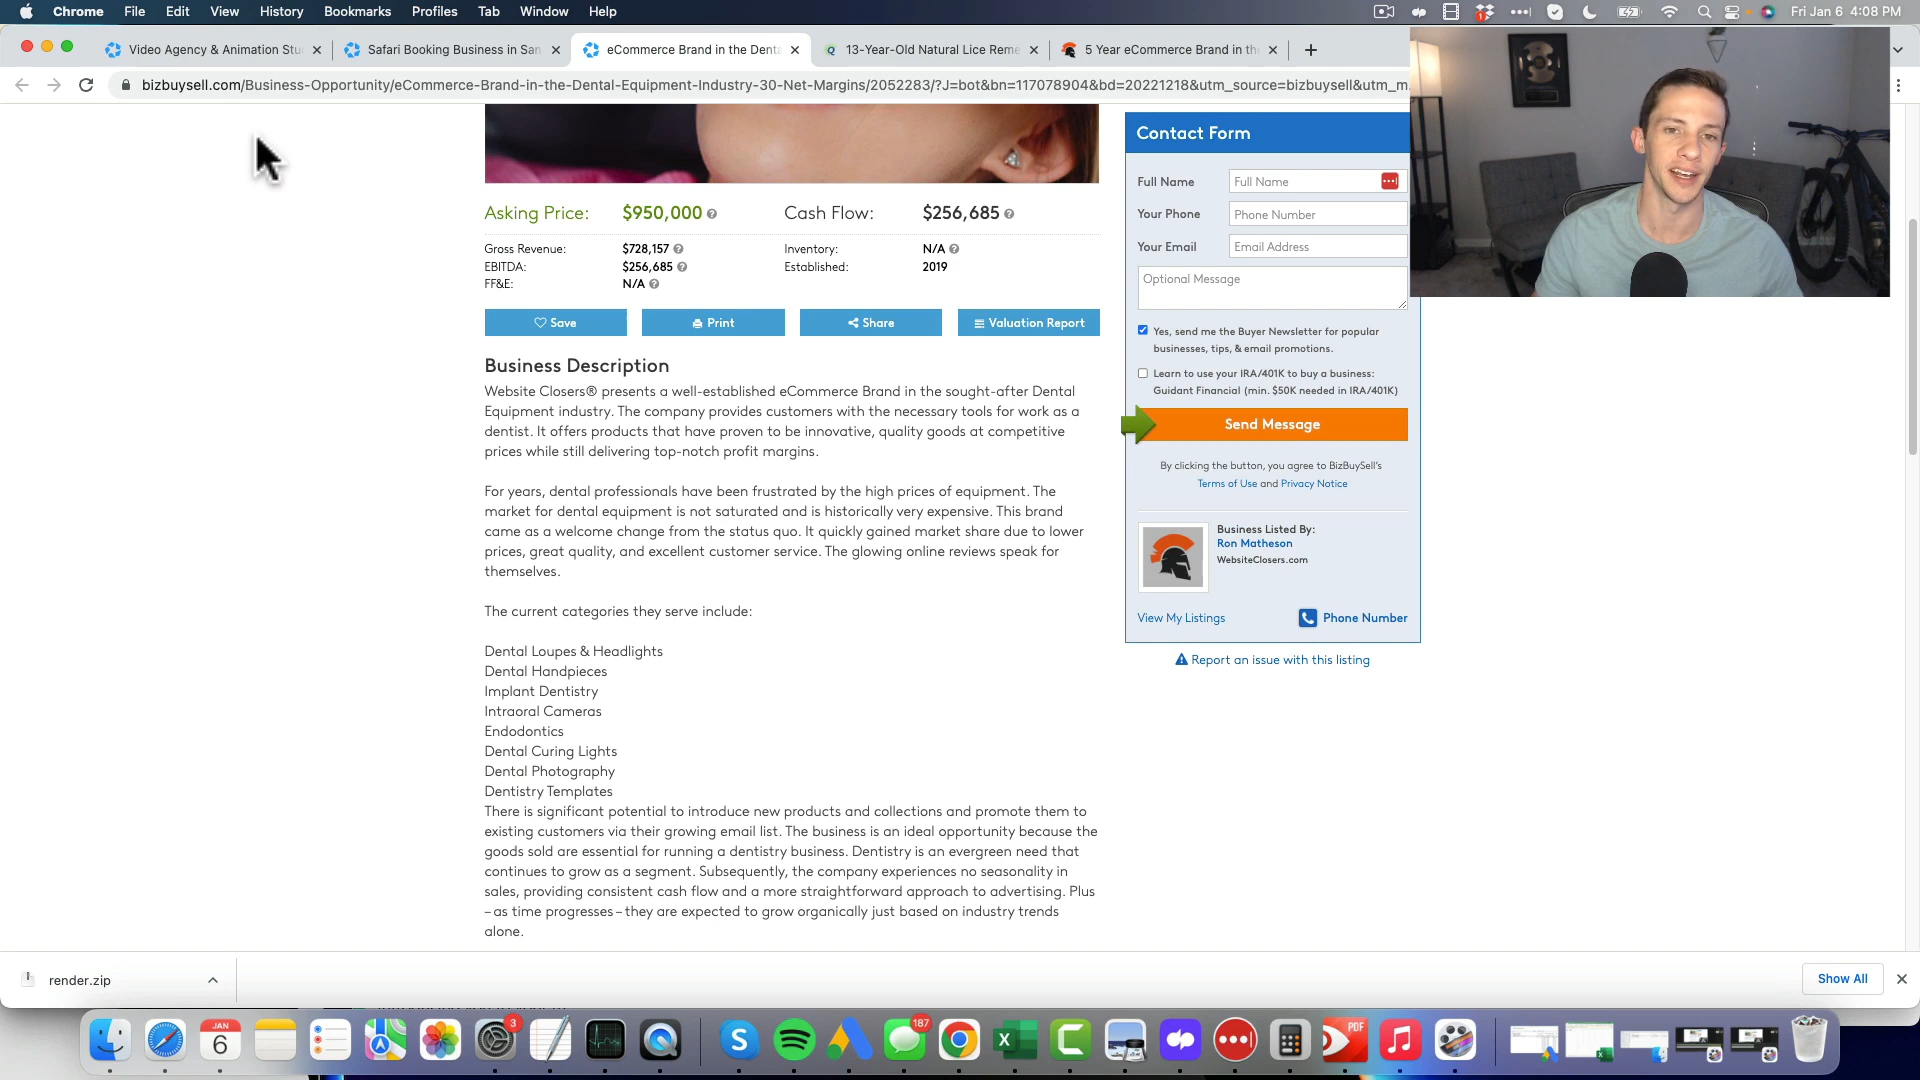 Chrome File Edit View History Bookmarks Profiles Tab Window Help
Fri Jan 6 4:08 PM
Video Agency & Animation Stu
Safari Booking Business in San
eCommerce Brand in the Denta
13-Year-Old Natural Lice Reme
5 Year eCommerce Brand in th
bizbuysell.com/Business-Opportunity/eCommerce-Brand-in-the-Dental-Equipment-Industry-30-Net-Margins/2052283/?J=bot&bn=117078904&bd=20221218&utm_source=bizbuysell&utm_m
Asking Price: $950,000 Cash Flow: $256,685
Gross Revenue: $728,157 Inventory: N/A
EBITDA: $256,685 Established: 2019
FF&E: N/A
Save Print Share Valuation Report
Business Description
Website Closers® presents a well-established eCommerce Brand in the sought-after Dental
Equipment industry. The company provides customers with the necessary tools for work as a
dentist. It offers products that have proven to be innovative, quality goods at competitive
prices while still delivering top-notch profit margins.
For years, dental professionals have been frustrated by the high prices of equipment. The
market for dental equipment is not saturated and is historically very expensive. This brand
came as a welcome change from the status quo. It quickly gained market share due to lower
prices, great quality, and excellent customer service. The glowing online reviews speak for
themselves.
The current categories they serve include:
Dental Loupes & Headlights
Dental Handpieces
Implant Dentistry
Intraoral Cameras
Endodontics
Dental Curing Lights
Dental Photography
Dentistry Templates
There is significant potential to introduce new products and collections and promote them to
existing customers via their growing email list. The business is an ideal opportunity because the
goods sold are essential for running a dentistry business. Dentistry is an evergreen need that
continues to grow as a segment. Subsequently, the company experiences no seasonality in
sales, providing consistent cash flow and a more straightforward approach to advertising. Plus
– as time progresses – they are expected to grow organically just based on industry trends
alone.
Contact Form
Full Name Full Name
Your Phone Phone Number
Your Email Email Address
Optional Message
Yes, send me the Buyer Newsletter for popular
businesses, tips, & email promotions.
Learn to use your IRA/401K to buy a business:
Guidant Financial (min. $50K needed in IRA/401K)
Send Message
By clicking the button, you agree to BizBuySell's
Terms of Use and Privacy Notice
Business Listed By:
Ron Matheson
WebsiteClosers.com
View My Listings
Phone Number
Report an issue with this listing
render.zip
Show All
JAN
6
3
187
PDF